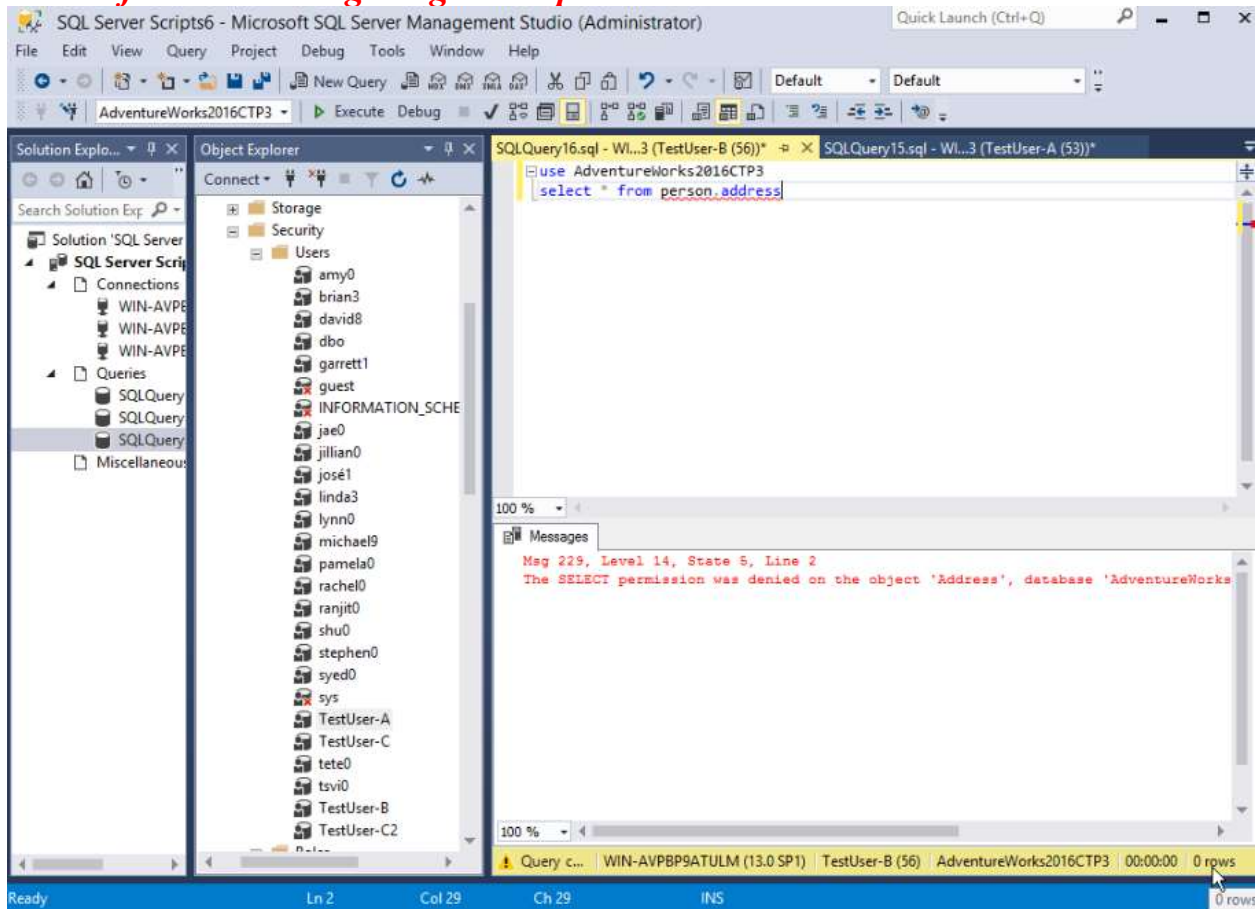 SQL Server Scripts6 - Microsoft SQL Server Management Studio (Administrator)
Quick Launch (Ctrl+Q)
File Edit View Query Project Debug Tools Window Help
New Query
Default
Default
AdventureWorks2016CTP3
Execute Debug
Solution Explo...
Search Solution Exp
Solution 'SQL Server
SQL Server Scrip
Connections
WIN-AVPB
WIN-AVPB
WIN-AVPB
Queries
SQLQuery
SQLQuery
SQLQuery
Miscellaneous
Object Explorer
Connect
Storage
Security
Users
amy0
brian3
david8
dbo
garrett1
guest
INFORMATION_SCHE
jae0
jillian0
josé1
linda3
lynn0
michael9
pamela0
rachel0
ranjit0
shu0
stephen0
syed0
sys
TestUser-A
TestUser-C
tete0
tsvi0
TestUser-B
TestUser-C2
SQLQuery16.sql - WI...3 (TestUser-B (56))*
SQLQuery15.sql - WI...3 (TestUser-A (53))*
use AdventureWorks2016CTP3
select * from person.address
100 %
Messages
Msg 229, Level 14, State 5, Line 2
The SELECT permission was denied on the object 'Address', database 'AdventureWorks
100 %
Query c... WIN-AVPBP9ATULM (13.0 SP1) TestUser-B (56) AdventureWorks2016CTP3 00:00:00 0 rows
Ready Ln 2 Col 29 Ch 29 INS
0 rows